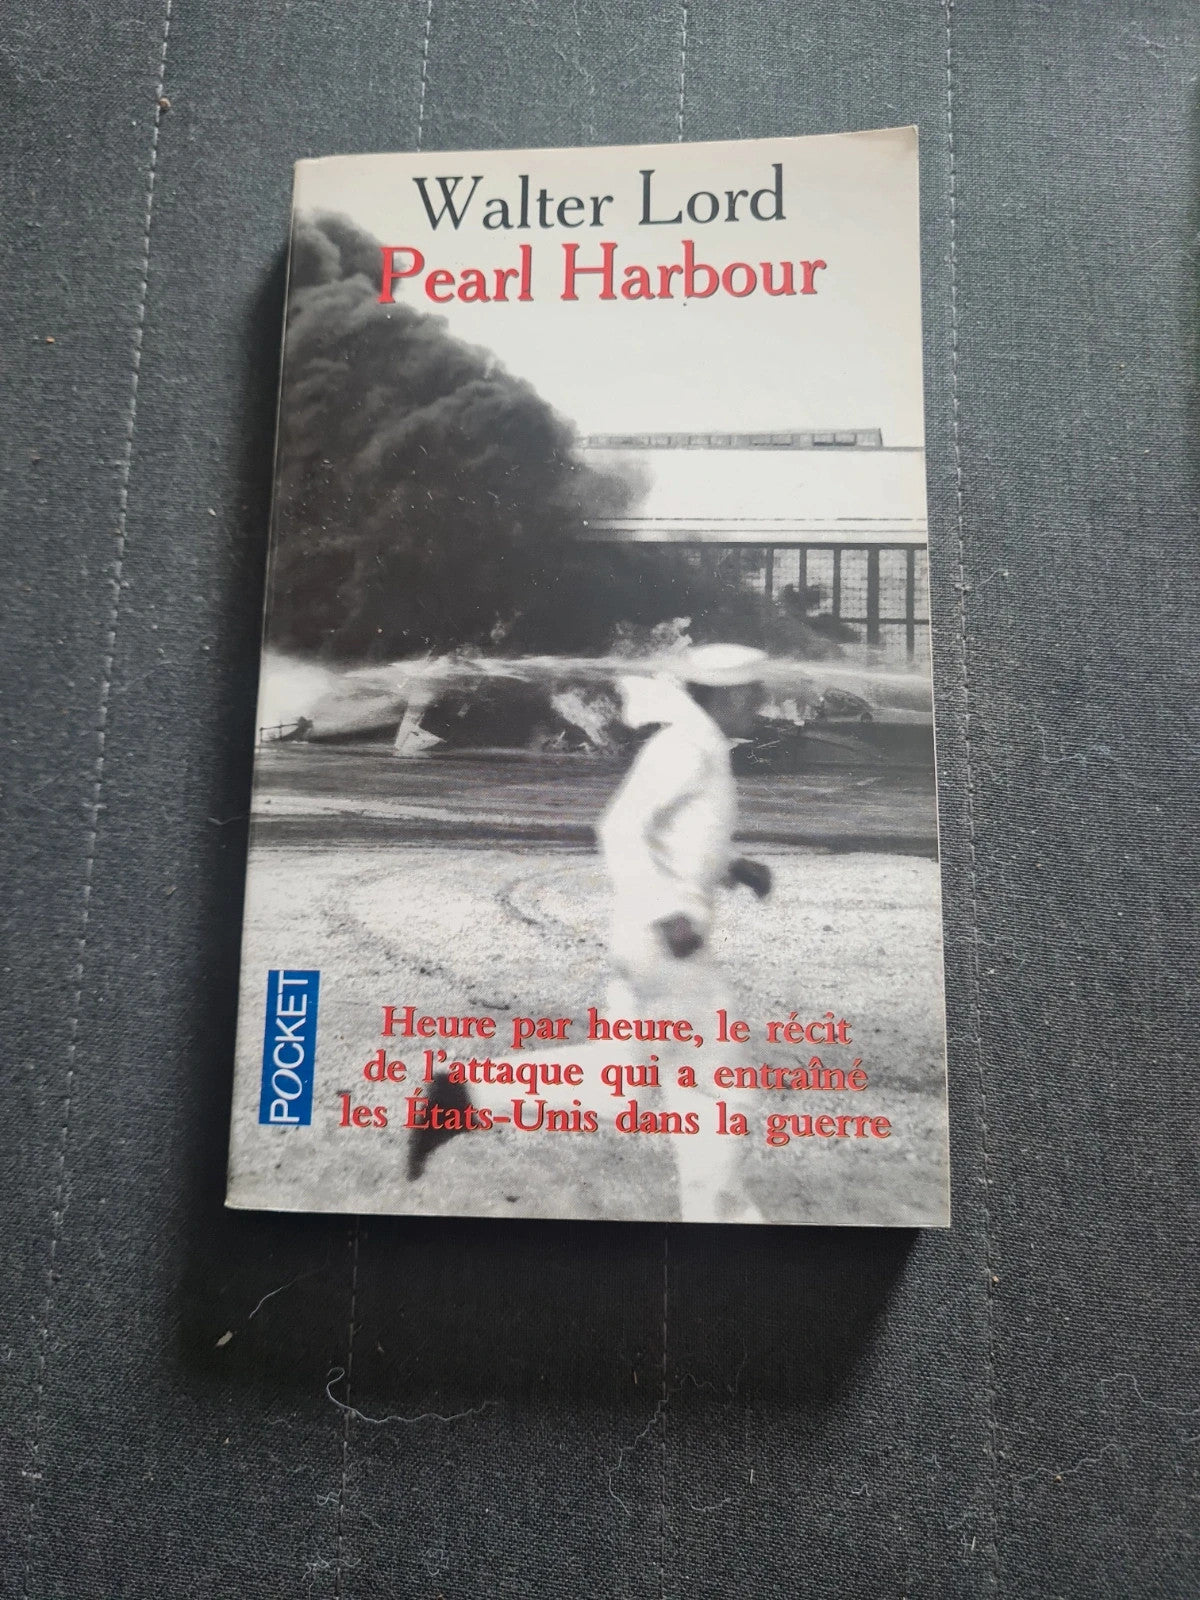 Walter Lord
Pearl Harbour
POCKET
Heure par heure, le récit
de l'attaque qui a entraîné
les États-Unis dans la guerre